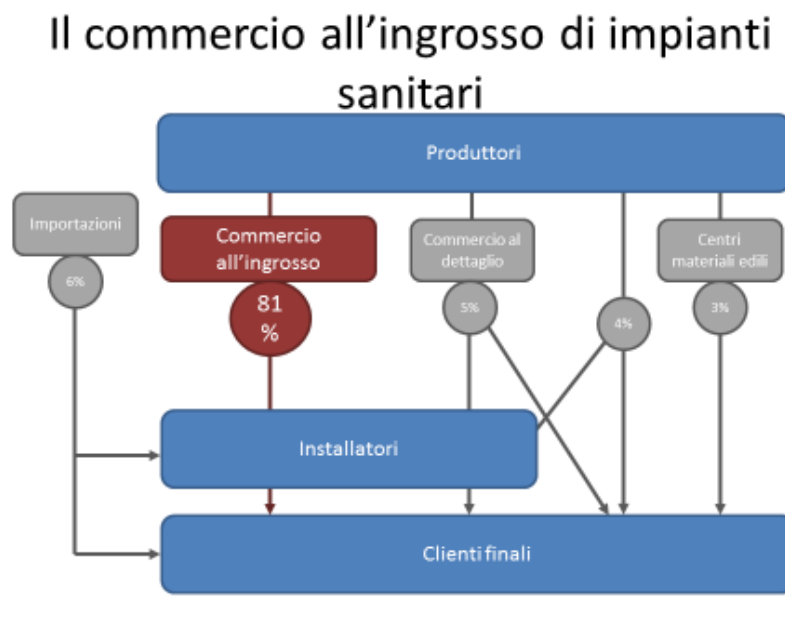 Il commercio all'ingrosso di impianti
sanitari
Produttori
Importazioni
Commercio
all'ingrosso
Commercio al
dettaglio
Centri
materiali edili
6%
81
%
5%
4%
3%
Installatori
Clienti finali